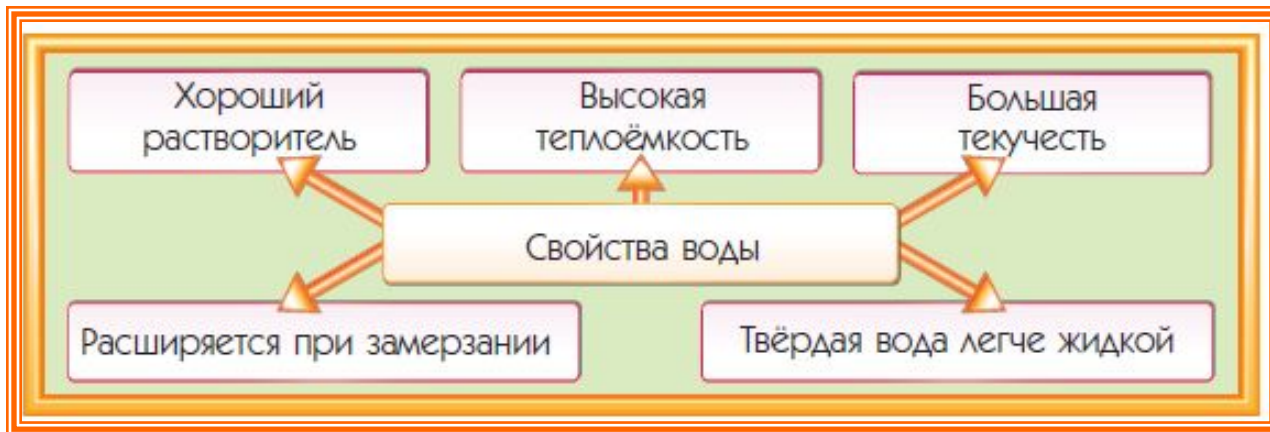 Хороший
растворитель
Высокая
теплоёмкость
Большая
текучесть
Свойства воды
Расширяется при замерзании
Твёрдая вода легче жидкой